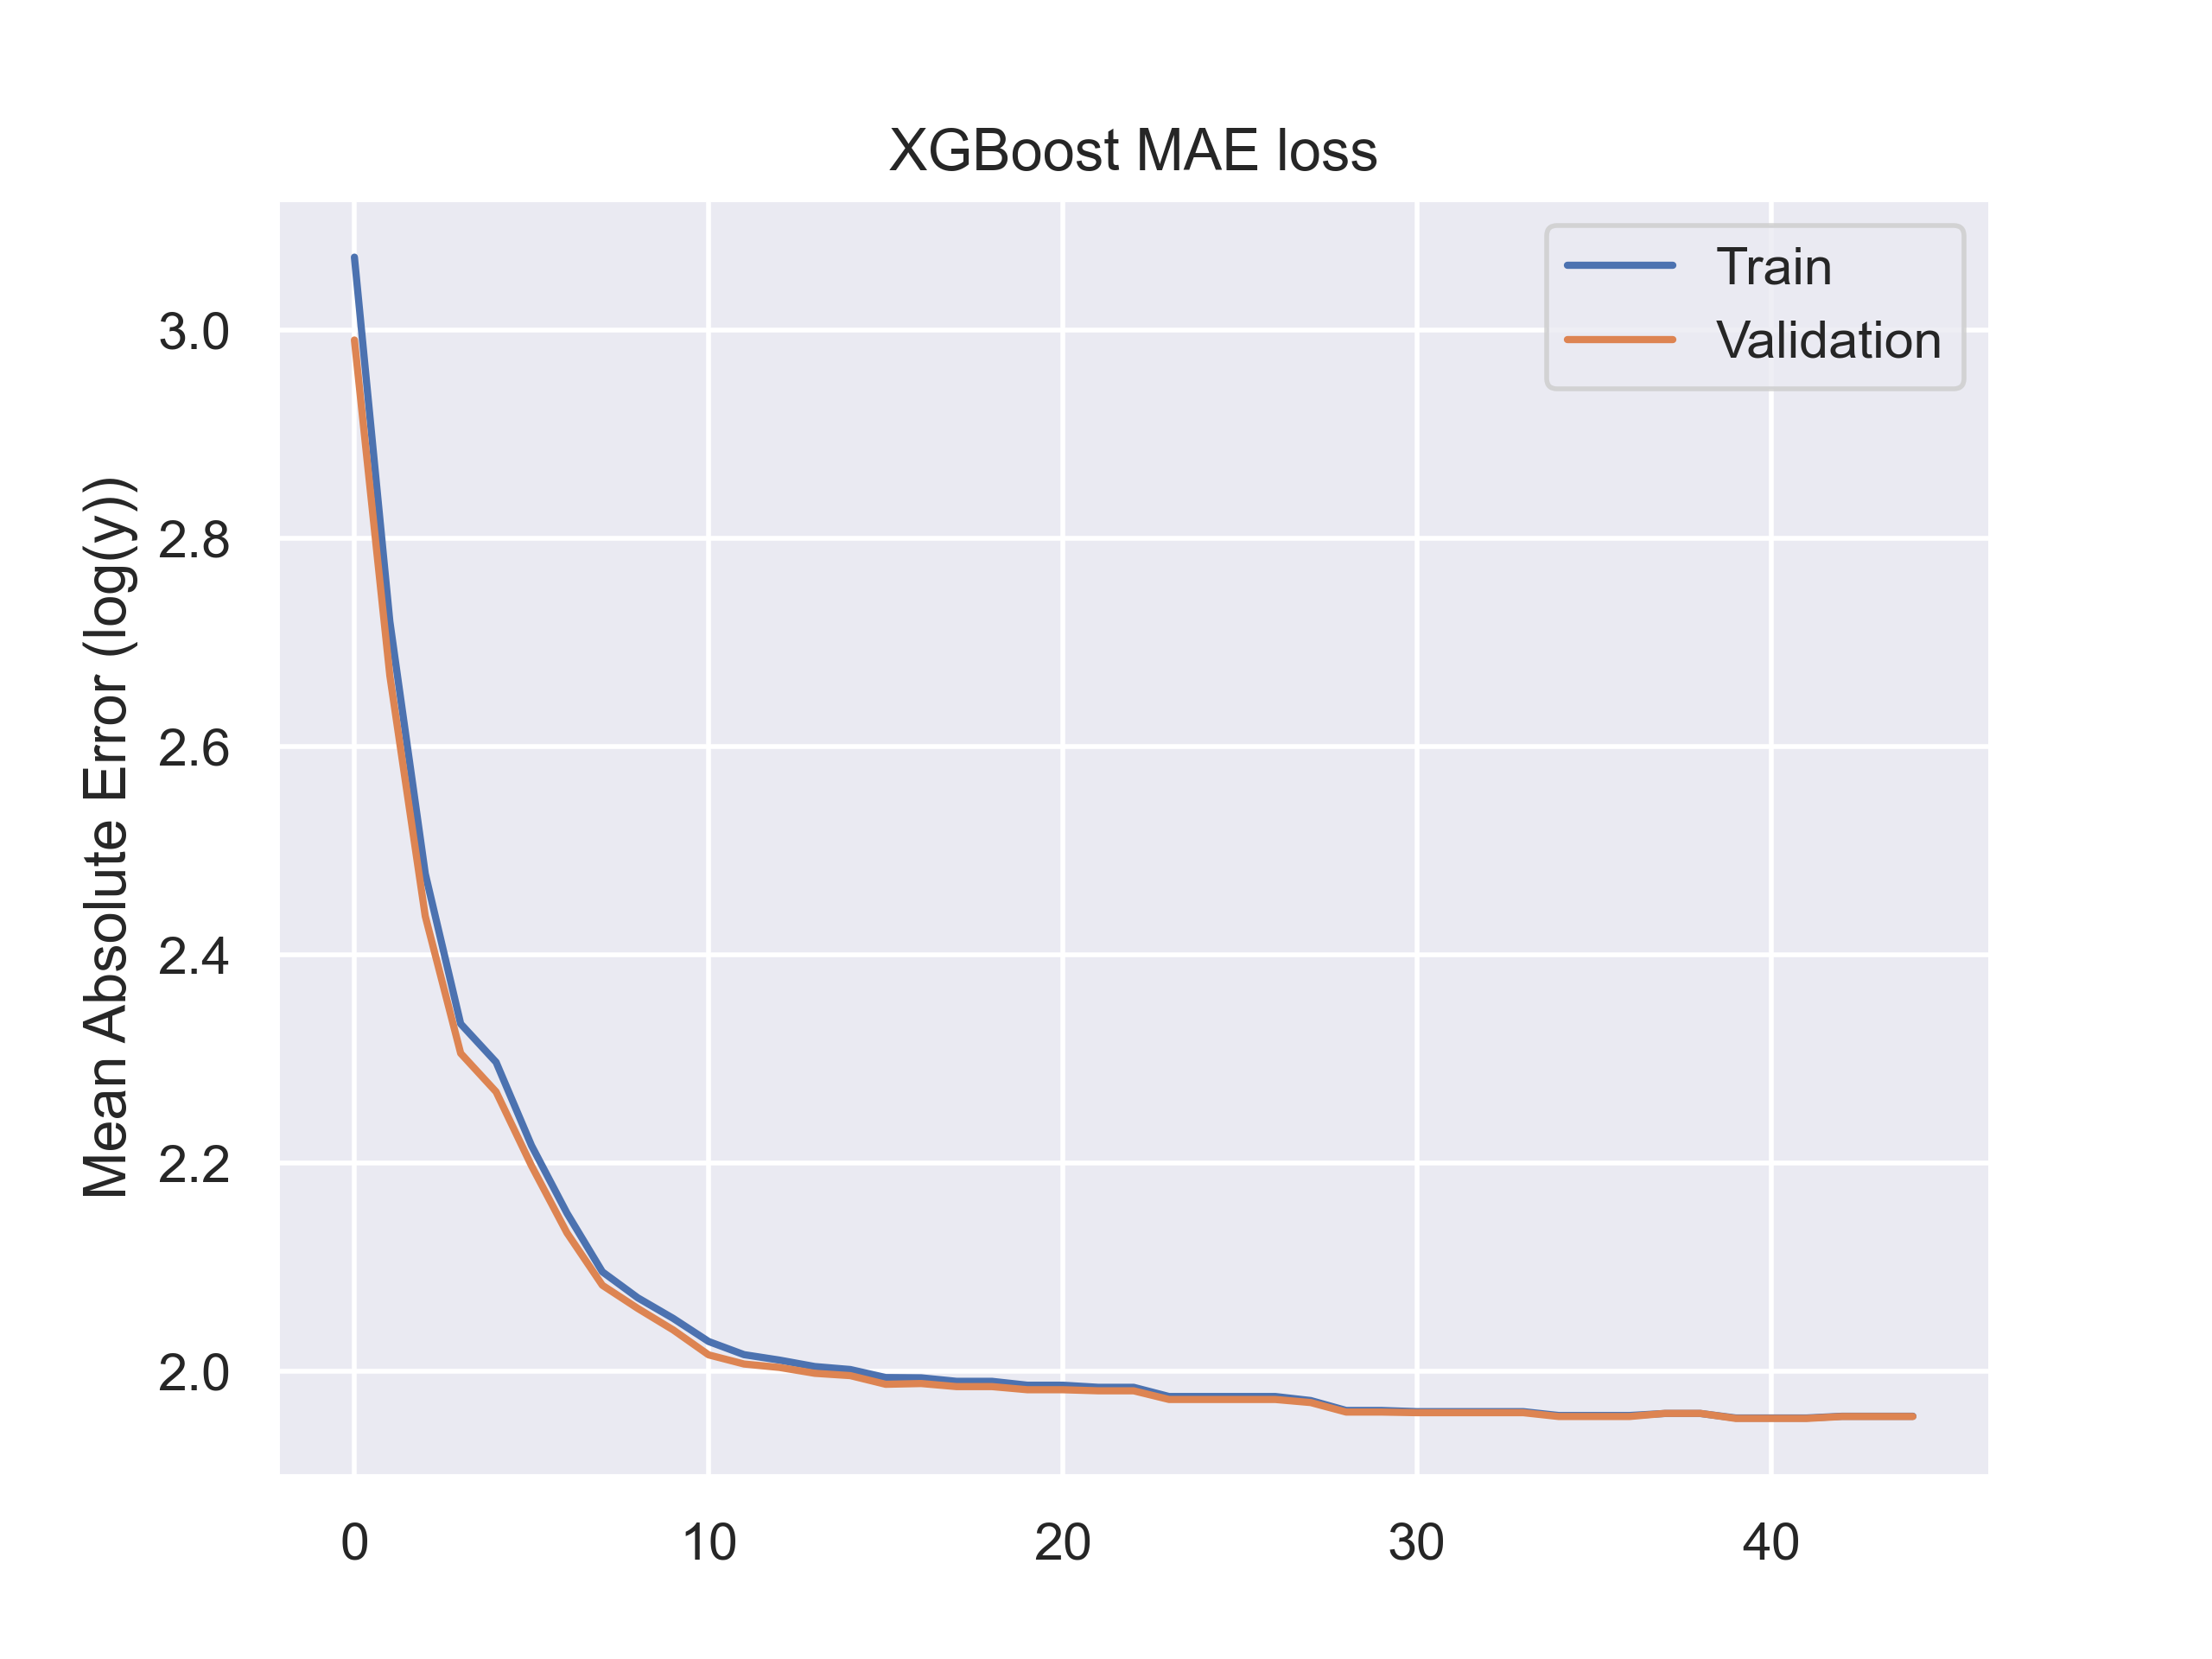 XGBoost MAE loss
Train
Validation
Mean Absolute Error (log(y))
3.0
2.8
2.6
2.4
2.2
2.0
0 10 20 30 40